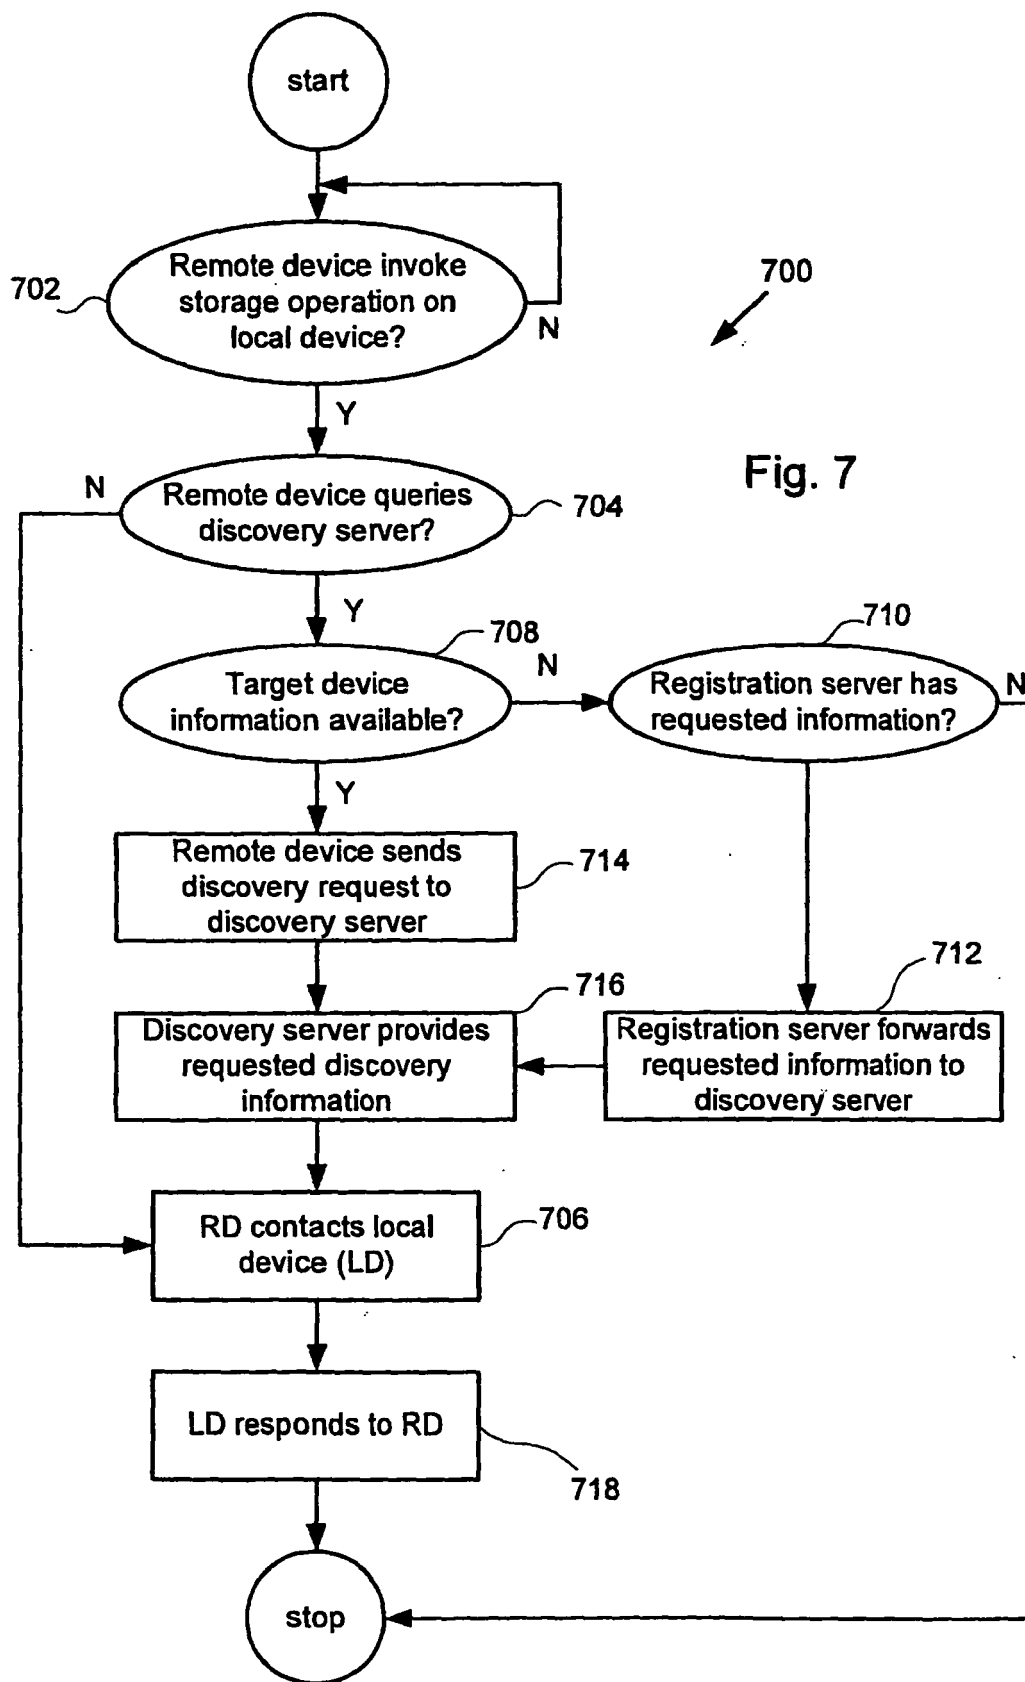 start
Remote device invoke
storage operation on
local device?
702
N
700
Y
Fig. 7
N
Remote device queries
discovery server?
704
Y
708
710
Target device
information available?
N
Registration server has
requested information?
N
Y
Remote device sends
discovery request to
discovery server
714
716
712
Discovery server provides
requested discovery
information
Registration server forwards
requested information to
discovery server
RD contacts local
device (LD)
706
LD responds to RD
718
stop